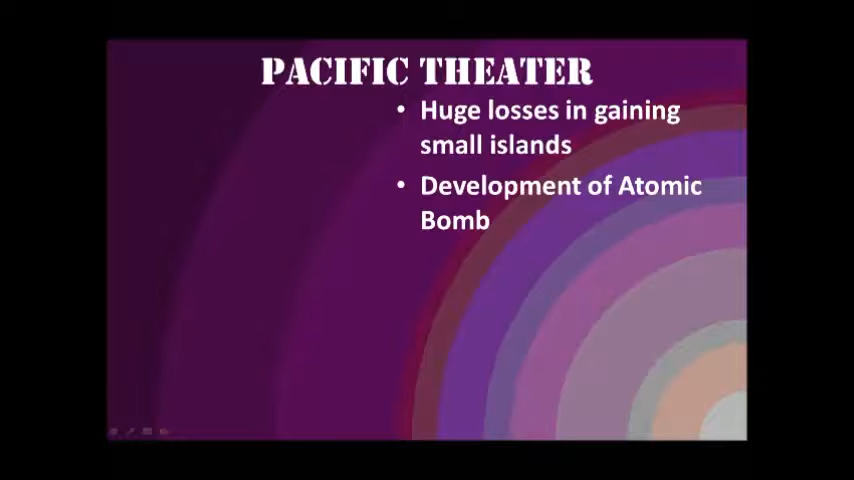 PACIFIC THEATER
• Huge losses in gaining
small islands
• Development of Atomic
Bomb